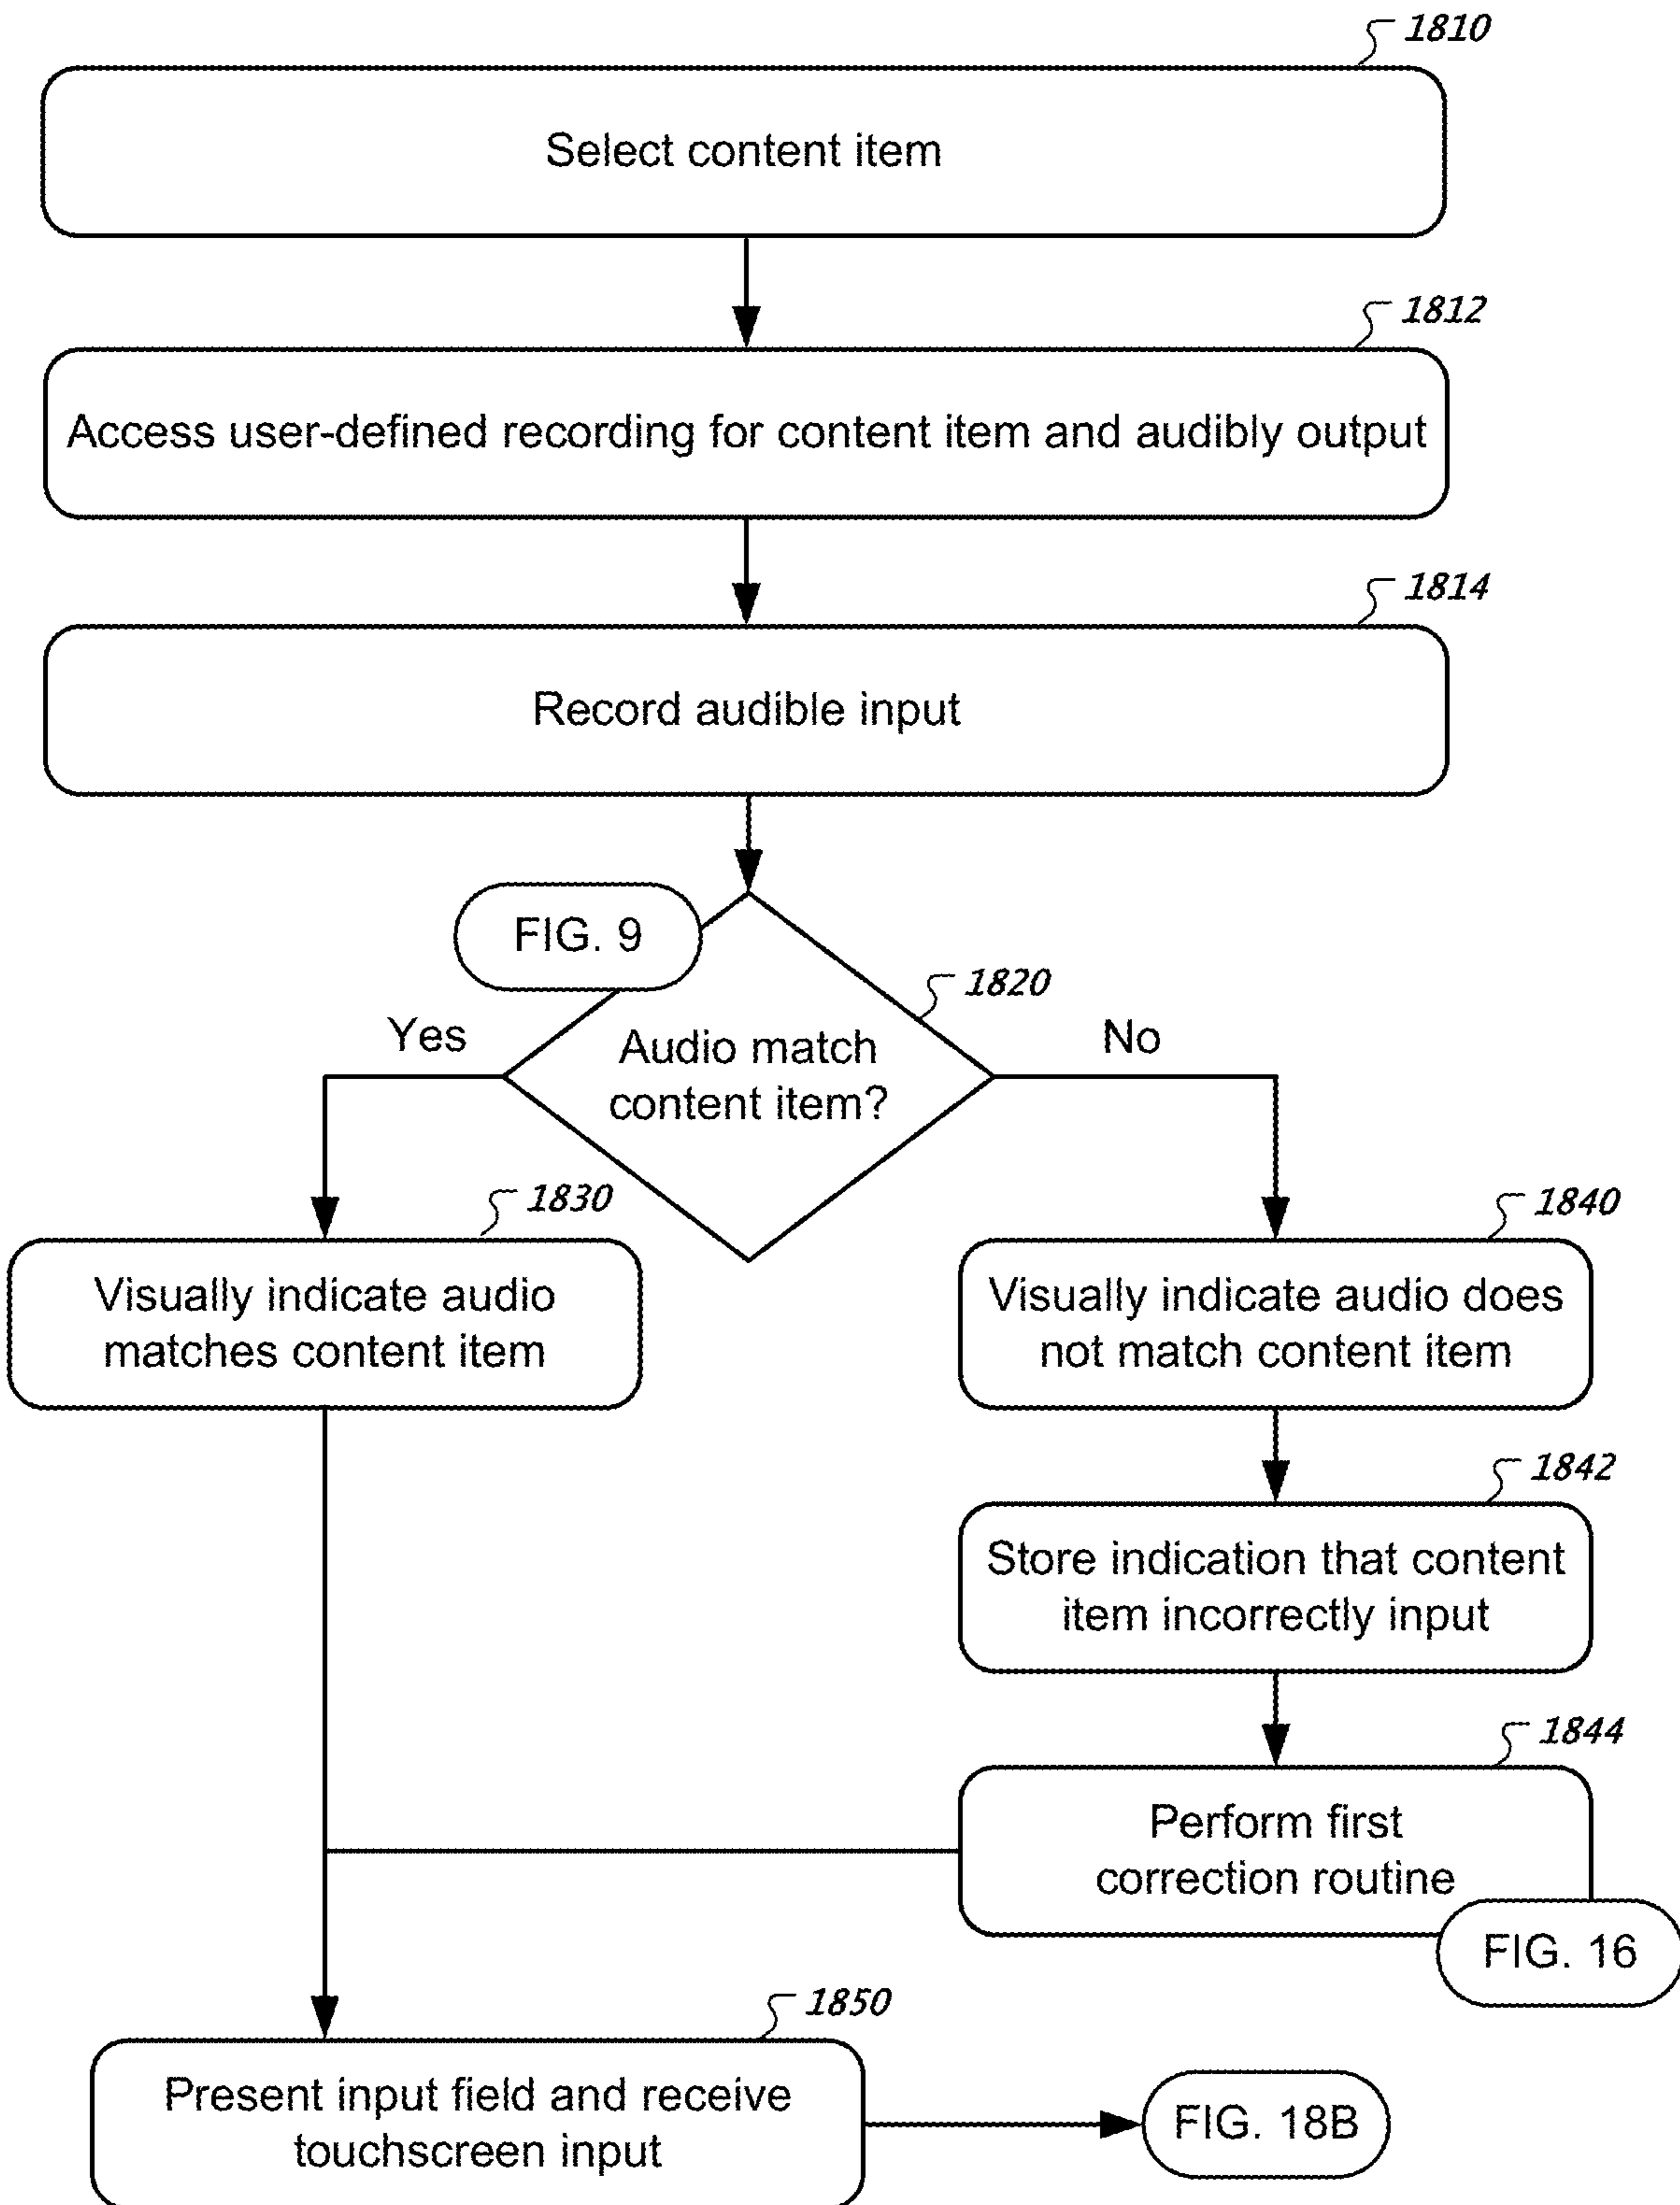 1810
Select content item
1812
Access user-defined recording for content item and audibly output
1814
Record audible input
FIG. 9
1820
Yes
Audio match
content item?
No
1830
Visually indicate audio
matches content item
1840
Visually indicate audio does
not match content item
1842
Store indication that content
item incorrectly input
1844
Perform first
correction routine
FIG. 16
1850
Present input field and receive
touchscreen input
FIG. 18B